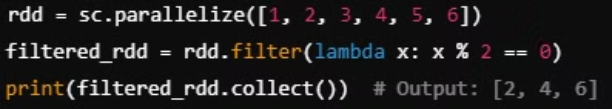 rdd = sc.parallelize([1, 2, 3, 4, 5, 6])
filtered_rdd = rdd.filter(lambda x: x % 2 == 0)
print(filtered_rdd.collect())  # Output: [2, 4, 6]